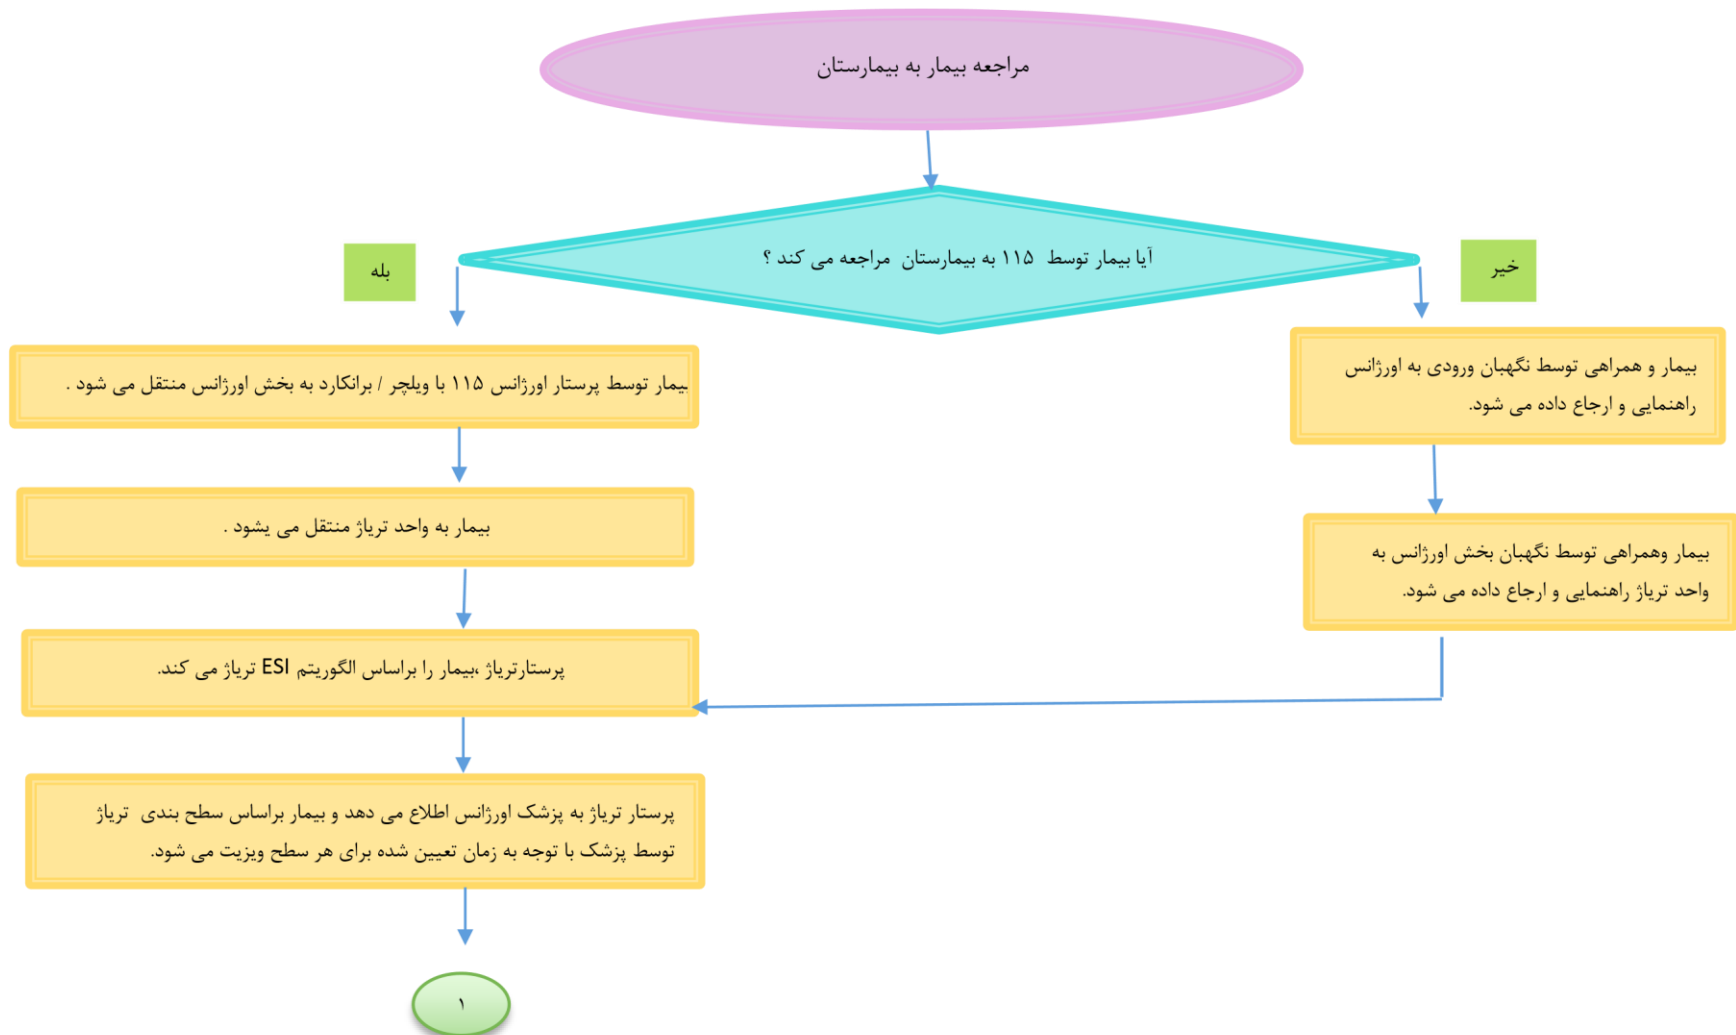 مراجعه بیمار به بیمارستان
آیا بیمار توسط ۱۱۵ به بیمارستان مراجعه می کند ؟
خیر
بله
بیمار و همراهی توسط نگهبان ورودی به اورژانس
راهنمایی و ارجاع داده می شود.
بیمار توسط پرستار اورژانس ۱۱۵ با ویلچر / برانکارد به بخش اورژانس منتقل می شود .
بیمار وهمراهی توسط نگهبان بخش اورژانس به
واحد تریاژ راهنمایی و ارجاع داده می شود.
بیمار به واحد تریاژ منتقل می یشود .
پرستارتریاژ ،بیمار را براساس الگوریتم ESI تریاژ می کند.
پرستار تریاژ به پزشک اورژانس اطلاع می دهد و بیمار براساس سطح بندی تریاژ
توسط پزشک با توجه به زمان تعیین شده برای هر سطح ویزیت می شود.
۱